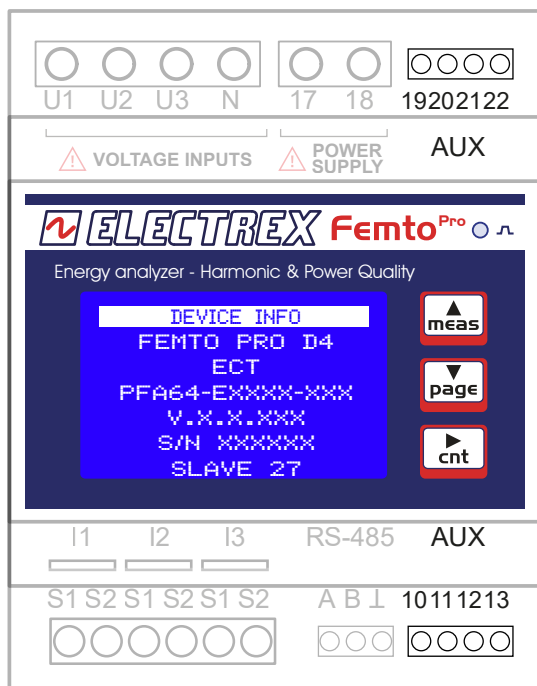 U1 U2 U3 N 17 18 19202122
VOLTAGE INPUTS POWER SUPPLY AUX
ELECTREX Femto Pro
Energy analyzer - Harmonic & Power Quality
DEVICE INFO
FEMTO PRO D4
ECT
PFA64-EXXXX-XXX
V.X.X.XXX
S/N XXXXXX
SLAVE 27
meas
page
cnt
I1 I2 I3 RS-485 AUX
S1 S2 S1 S2 S1 S2 A B ⊥ 10111213